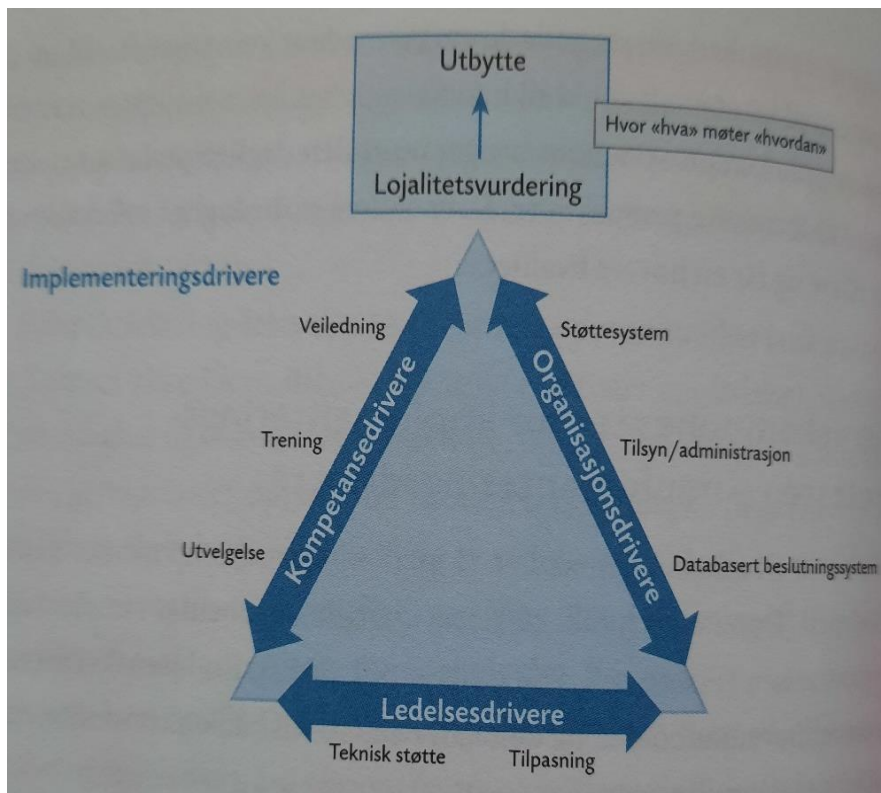 Utbytte
Hvor «hva» møter «hvordan»
Lojalitetsvurdering
Implementeringsdrivere
Veiledning
Støttesystem
Trening
Tilsyn/administrasjon
Utvelgelse
Databasert beslutningssystem
Kompetansedrivere
Organisasjonsdrivere
Ledelsesdrivere
Teknisk støtte
Tilpasning